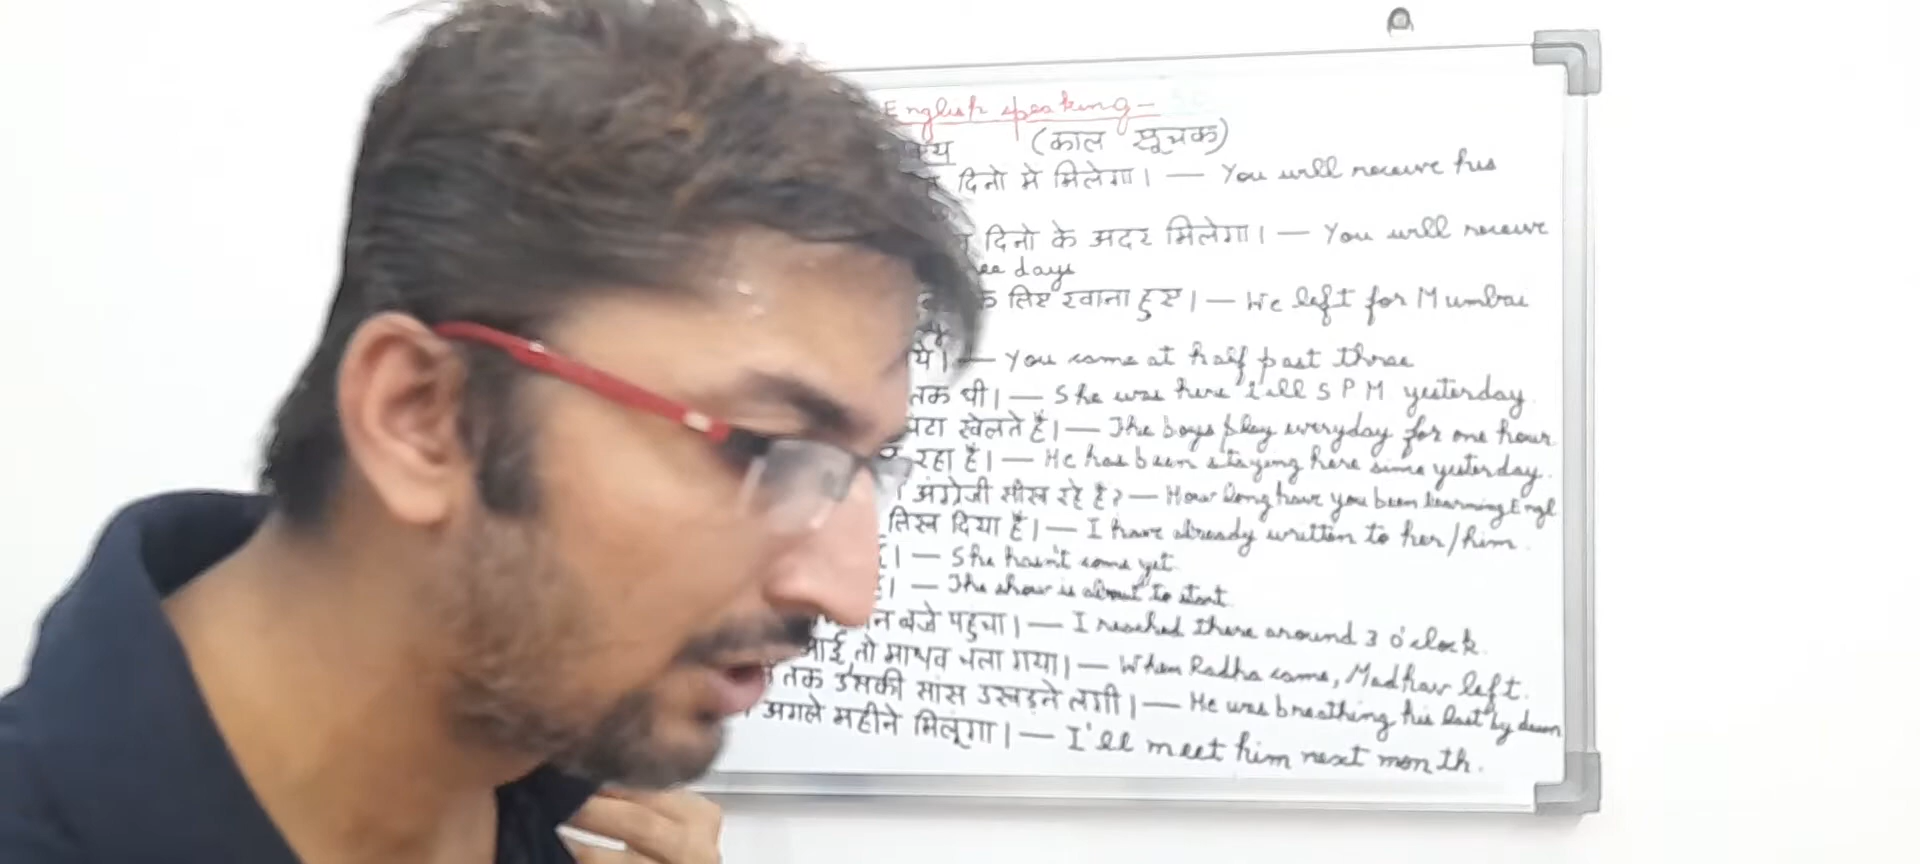 English speaking-
(काल सूचक)
दिनो मे मिलेगा। — You will receive his
दिनो के अदर मिलेगा। — You will receive
days
के लिए रवाना हुए। — We left for Mumbai
— You came at half past three
तक थी। — She was here till 5 PM yesterday.
खेलते हैं। — The boys play everyday for one hour
रहा है। — He has been staying here since yesterday.
अंग्रेजी सीख रहे है? — How long have you been learning Engl
लिख दिया है। — I have already written to her/him.
— She hasn't come yet.
— The show is about to start.
बजे पहुचा। — I reached there around 3 o'clock.
आई, तो माधव चला गया। — When Radha came, Madhav left.
तक उसकी सांस उखड़ने लगी। — He was breathing his last by dawn
अगले महीने मिलूंगा। — I'll meet him next month.